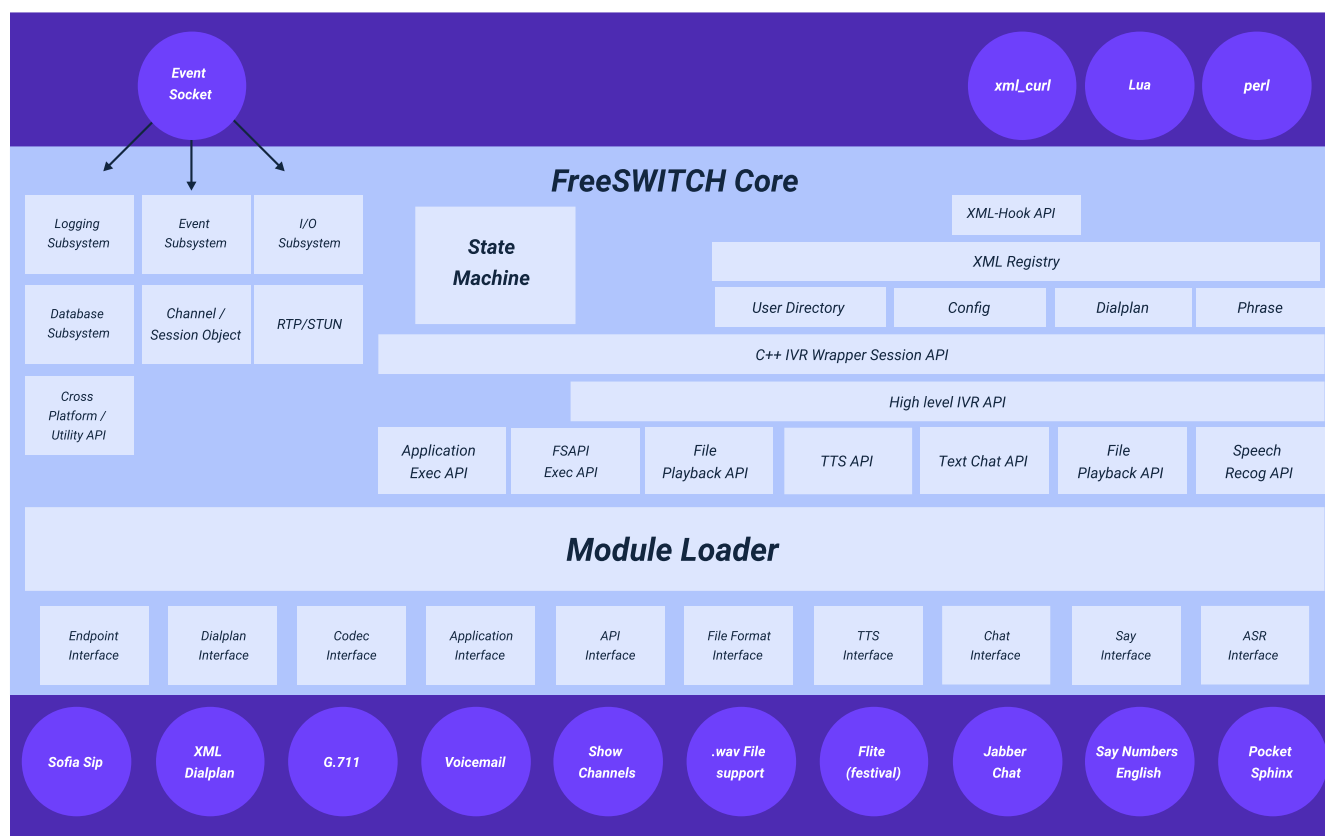 Event
Socket
xml_curl
Lua
perl
FreeSWITCH Core
Logging
Subsystem
Event
Subsystem
I/O
Subsystem
Database
Subsystem
Channel /
Session Object
RTP/STUN
Cross
Platform /
Utility API
State
Machine
XML-Hook API
XML Registry
User Directory
Config
Dialplan
Phrase
C++ IVR Wrapper Session API
High level IVR API
Application
Exec API
FSAPI
Exec API
File
Playback API
TTS API
Text Chat API
File
Playback API
Speech
Recog API
Module Loader
Endpoint
Interface
Dialplan
Interface
Codec
Interface
Application
Interface
API
Interface
File Format
Interface
TTS
Interface
Chat
Interface
Say
Interface
ASR
Interface
Sofia Sip
XML
Dialplan
G.711
Voicemail
Show
Channels
.wav File
support
Flite
(festival)
Jabber
Chat
Say Numbers
English
Pocket
Sphinx